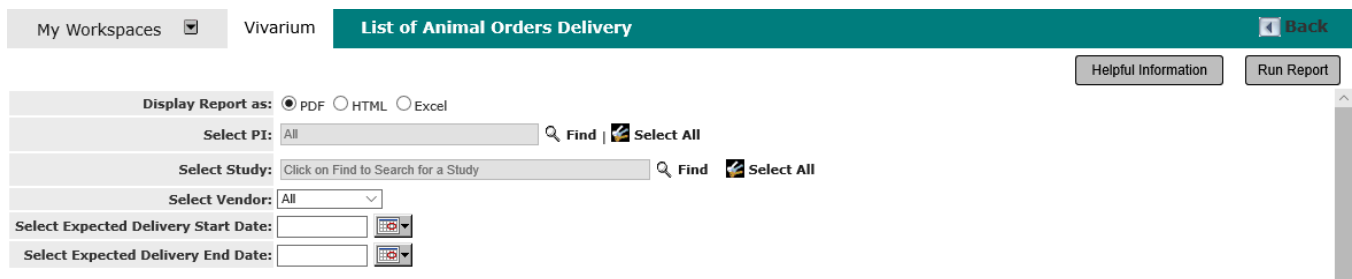 My Workspaces Vivarium List of Animal Orders Delivery Back
Helpful Information Run Report
Display Report as: PDF HTML Excel
Select PI: All Find | Select All
Select Study: Click on Find to Search for a Study Find Select All
Select Vendor: All
Select Expected Delivery Start Date:
Select Expected Delivery End Date: